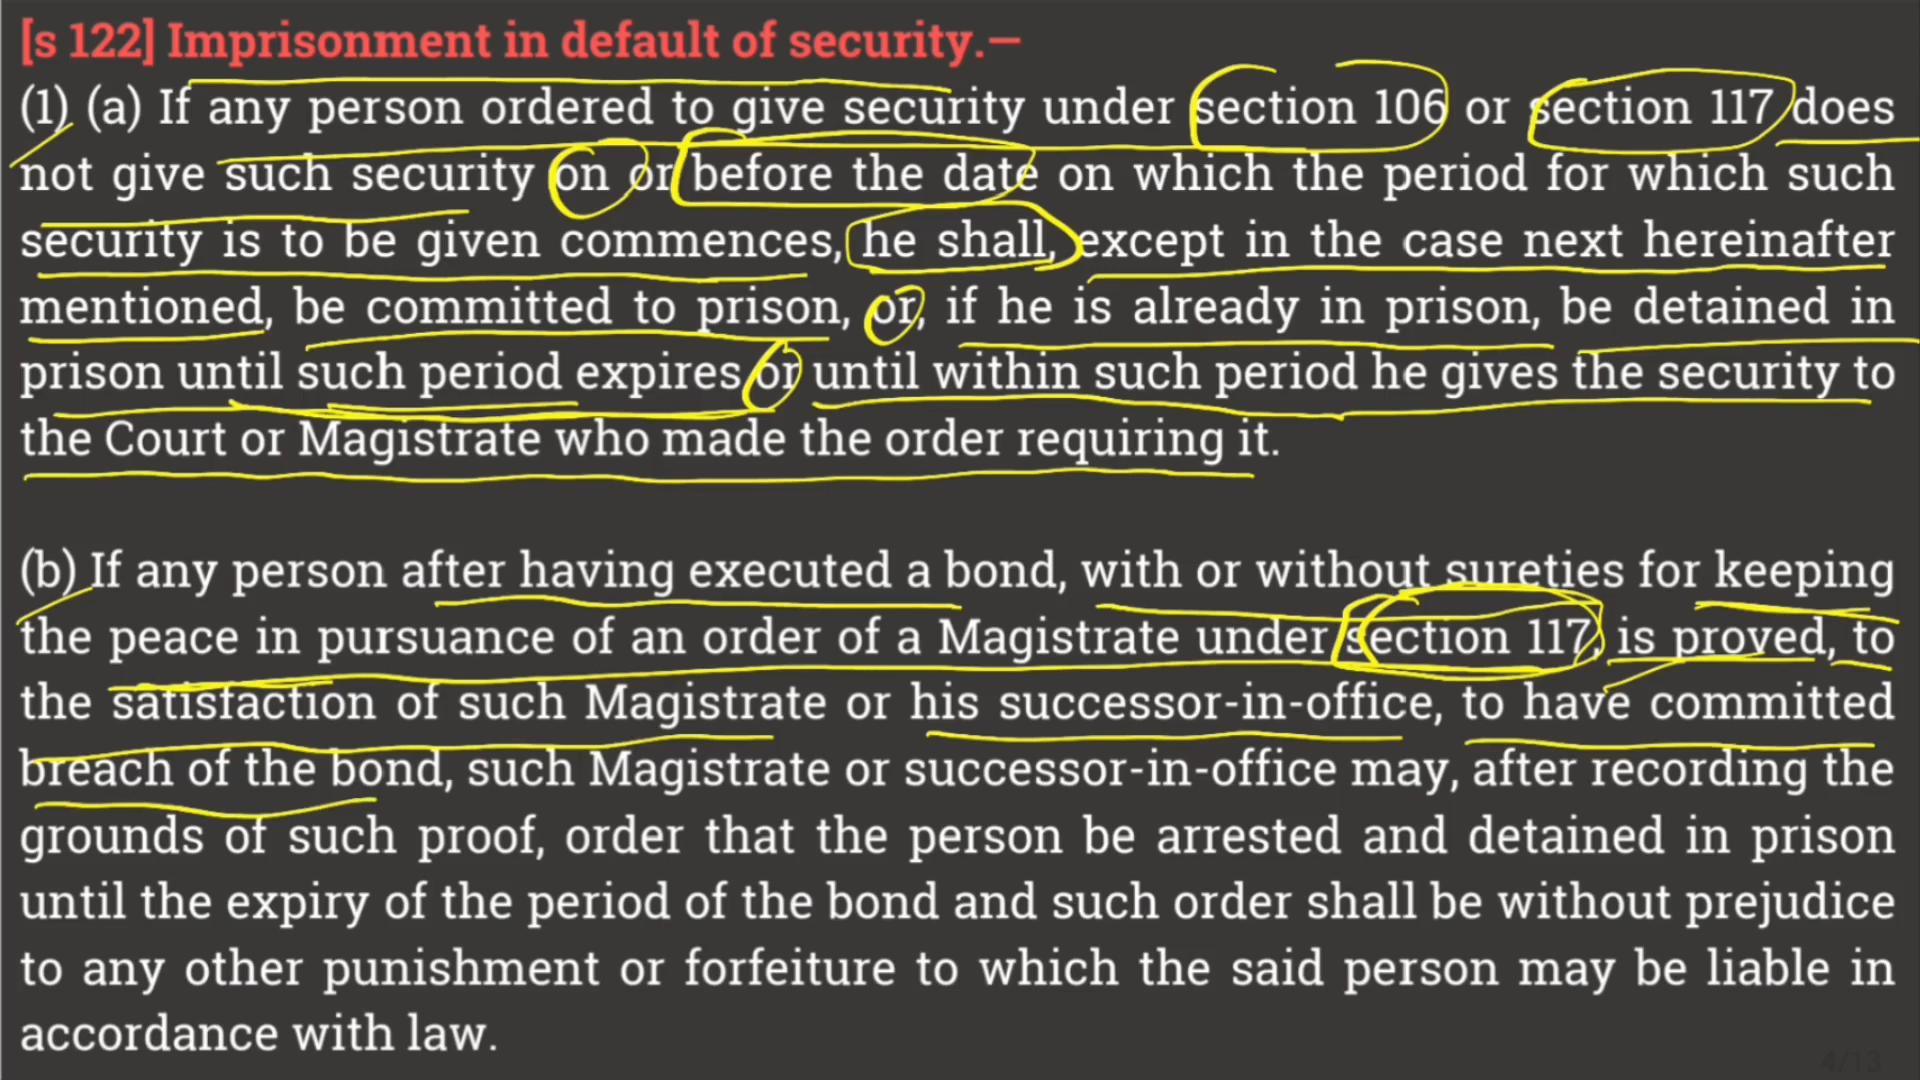 [s 122] Imprisonment in default of security.—
(1) (a) If any person ordered to give security under section 106 or section 117 does
not give such security on or before the date on which the period for which such
security is to be given commences, he shall, except in the case next hereinafter
mentioned, be committed to prison, or, if he is already in prison, be detained in
prison until such period expires or until within such period he gives the security to
the Court or Magistrate who made the order requiring it.
(b) If any person after having executed a bond, with or without sureties for keeping
the peace in pursuance of an order of a Magistrate under section 117, is proved, to
the satisfaction of such Magistrate or his successor-in-office, to have committed
breach of the bond, such Magistrate or successor-in-office may, after recording the
grounds of such proof, order that the person be arrested and detained in prison
until the expiry of the period of the bond and such order shall be without prejudice
to any other punishment or forfeiture to which the said person may be liable in
accordance with law.
4/13